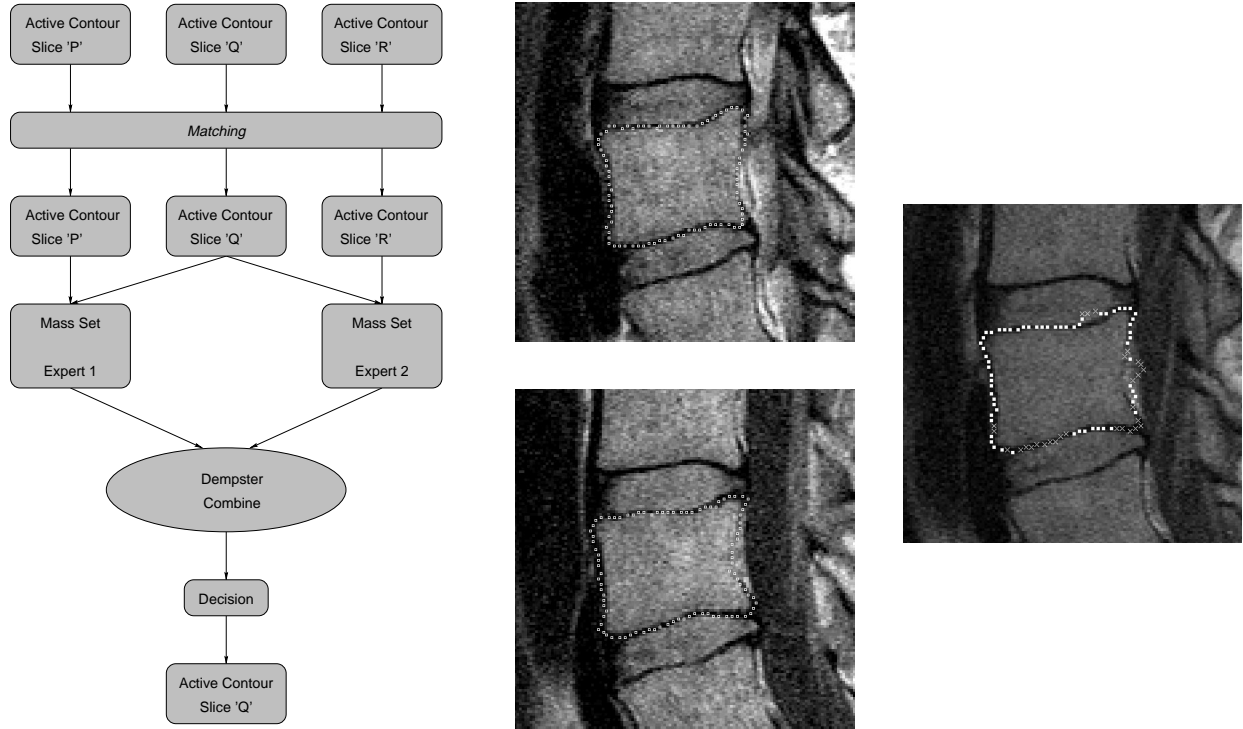 Active Contour
Slice 'P'
Active Contour
Slice 'Q'
Active Contour
Slice 'R'
Matching
Active Contour
Slice 'P'
Active Contour
Slice 'Q'
Active Contour
Slice 'R'
Mass Set
Expert 1
Mass Set
Expert 2
Dempster
Combine
Decision
Active Contour
Slice 'Q'